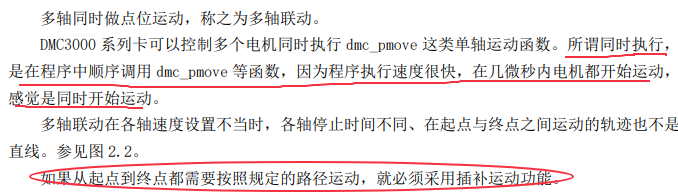 多轴同时做点位运动，称之为多轴联动。
DMC3000 系列卡可以控制多个电机同时执行 dmc_pmove 这类单轴运动函数。所谓同时执行，
是在程序中顺序调用 dmc_pmove 等函数，因为程序执行速度很快，在几微秒内电机都开始运动，
感觉是同时开始运动。
多轴联动在各轴速度设置不当时，各轴停止时间不同、在起点与终点之间运动的轨迹也不是
直线。参见图 2.2。
如果从起点到终点都需要按照规定的路径运动，就必须采用插补运动功能。